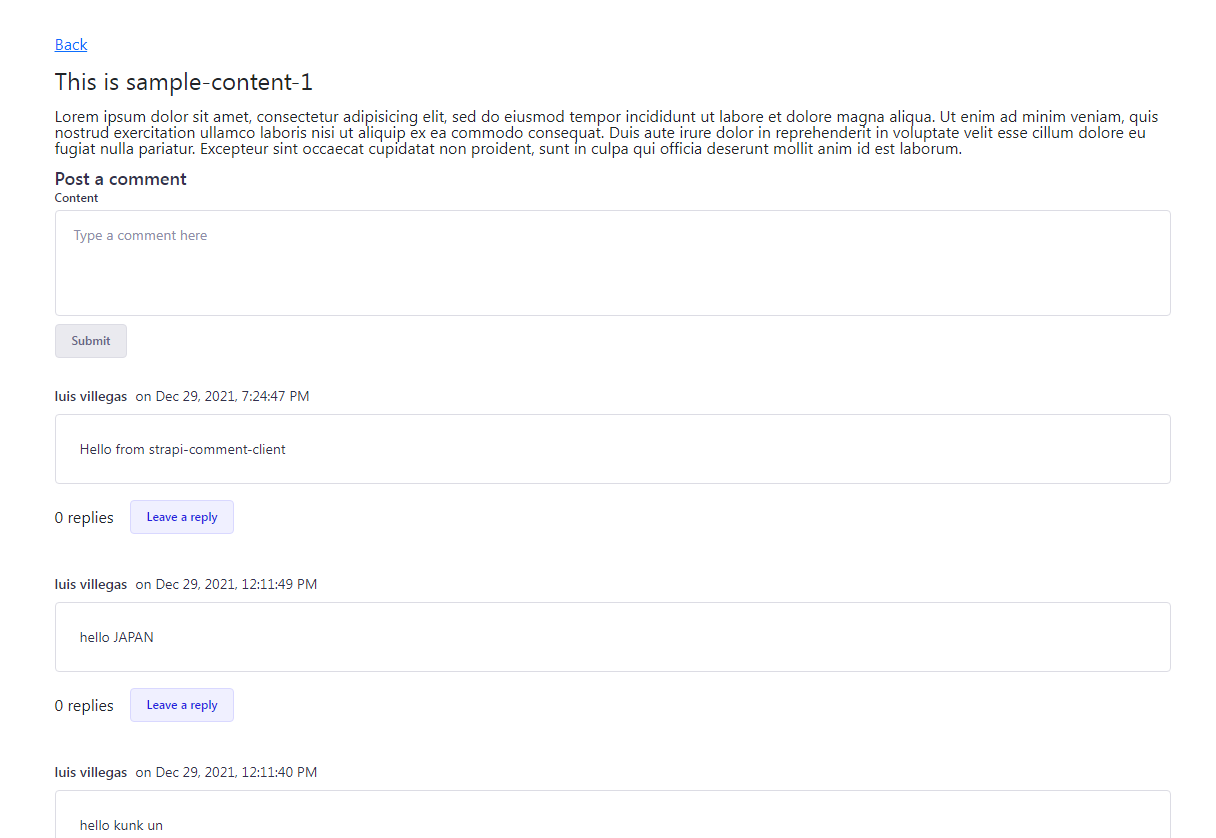 Back
This is sample-content-1
Lorem ipsum dolor sit amet, consectetur adipisicing elit, sed do eiusmod tempor incididunt ut labore et dolore magna aliqua. Ut enim ad minim veniam, quis
nostrud exercitation ullamco laboris nisi ut aliquip ex ea commodo consequat. Duis aute irure dolor in reprehenderit in voluptate velit esse cillum dolore eu
fugiat nulla pariatur. Excepteur sint occaecat cupidatat non proident, sunt in culpa qui officia deserunt mollit anim id est laborum.
Post a comment
Content
Type a comment here
Submit
luis villegas on Dec 29, 2021, 7:24:47 PM
Hello from strapi-comment-client
0 replies Leave a reply
luis villegas on Dec 29, 2021, 12:11:49 PM
hello JAPAN
0 replies Leave a reply
luis villegas on Dec 29, 2021, 12:11:40 PM
hello kunk un